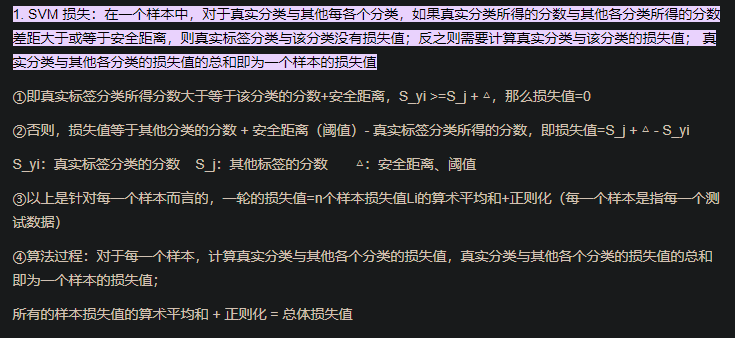 1. SVM 损失：在一个样本中，对于真实分类与其他每各个分类，如果真实分类所得的分数与其他各分类所得的分数
差距大于或等于安全距离，则真实标签分类与该分类没有损失值；反之则需要计算真实分类与该分类的损失值； 真
实分类与其他各分类的损失值的总和即为一个样本的损失值
①即真实标签分类所得分数大于等于该分类的分数+安全距离，S_yi >=S_j + △，那么损失值=0
②否则，损失值等于其他分类的分数 + 安全距离（阈值）- 真实标签分类所得的分数，即损失值=S_j + △ - S_yi
S_yi：真实标签分类的分数 S_j：其他标签的分数 △：安全距离、阈值
③以上是针对每一个样本而言的，一轮的损失值=n个样本损失值Li的算术平均和+正则化（每一个样本是指每一个测
试数据）
④算法过程：对于每一个样本，计算真实分类与其他各个分类的损失值，真实分类与其他各个分类的损失值的总和
即为一个样本的损失值；
所有的样本损失值的算术平均和 + 正则化 = 总体损失值